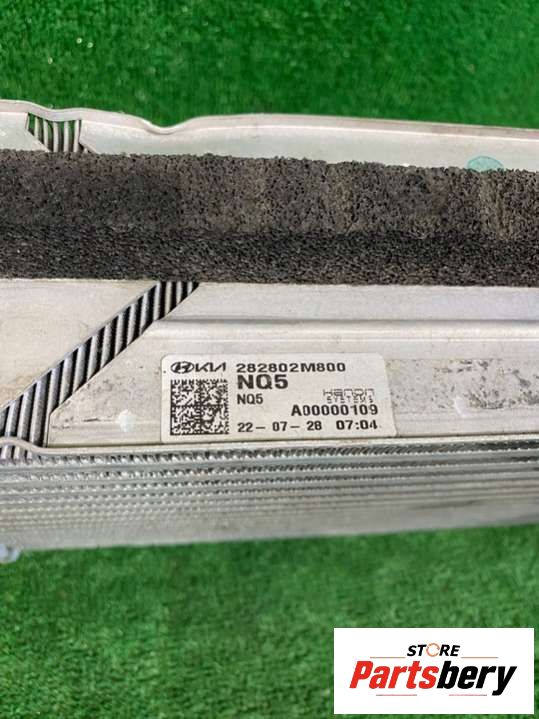 KIA 282802M800
NQ5
NQ5 HANON
SYSTEMS
A00000109
22-07-28 07:04
STORE
Partsbery